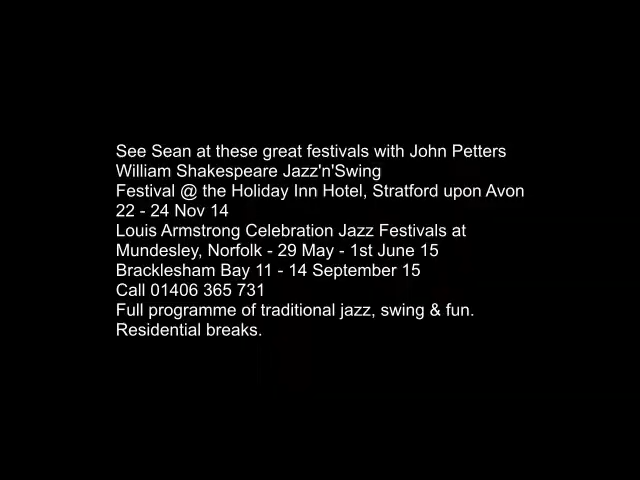 See Sean at these great festivals with John Petters
William Shakespeare Jazz'n'Swing
Festival @ the Holiday Inn Hotel, Stratford upon Avon
22 - 24 Nov 14
Louis Armstrong Celebration Jazz Festivals at
Mundesley, Norfolk - 29 May - 1st June 15
Bracklesham Bay 11 - 14 September 15
Call 01406 365 731
Full programme of traditional jazz, swing & fun.
Residential breaks.